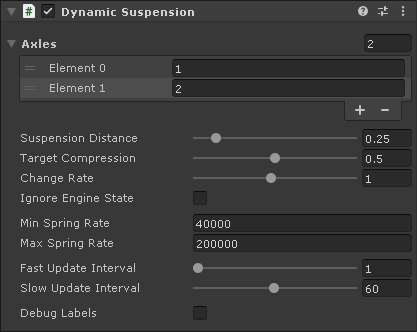 # Dynamic Suspension
Axles 2
Element 0 1
Element 1 2
+ -
Suspension Distance 0.25
Target Compression 0.5
Change Rate 1
Ignore Engine State
Min Spring Rate 40000
Max Spring Rate 200000
Fast Update Interval 1
Slow Update Interval 60
Debug Labels